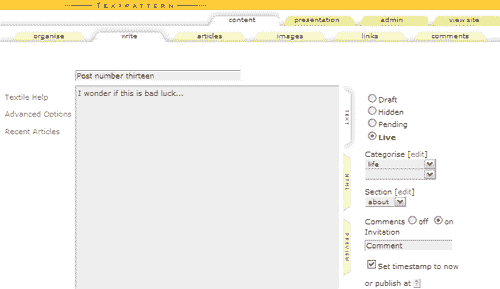 TEXTPATTERN
content presentation admin view site
organise write articles images links comments
Post number thirteen
I wonder if this is bad luck...
Textile Help
Advanced Options
Recent Articles
TEXT
HTML
PREVIEW
Draft
Hidden
Pending
Live
Categorise [edit]
life
Section [edit]
about
Comments off on
Invitation
Comment
Set timestamp to now
or publish at ?